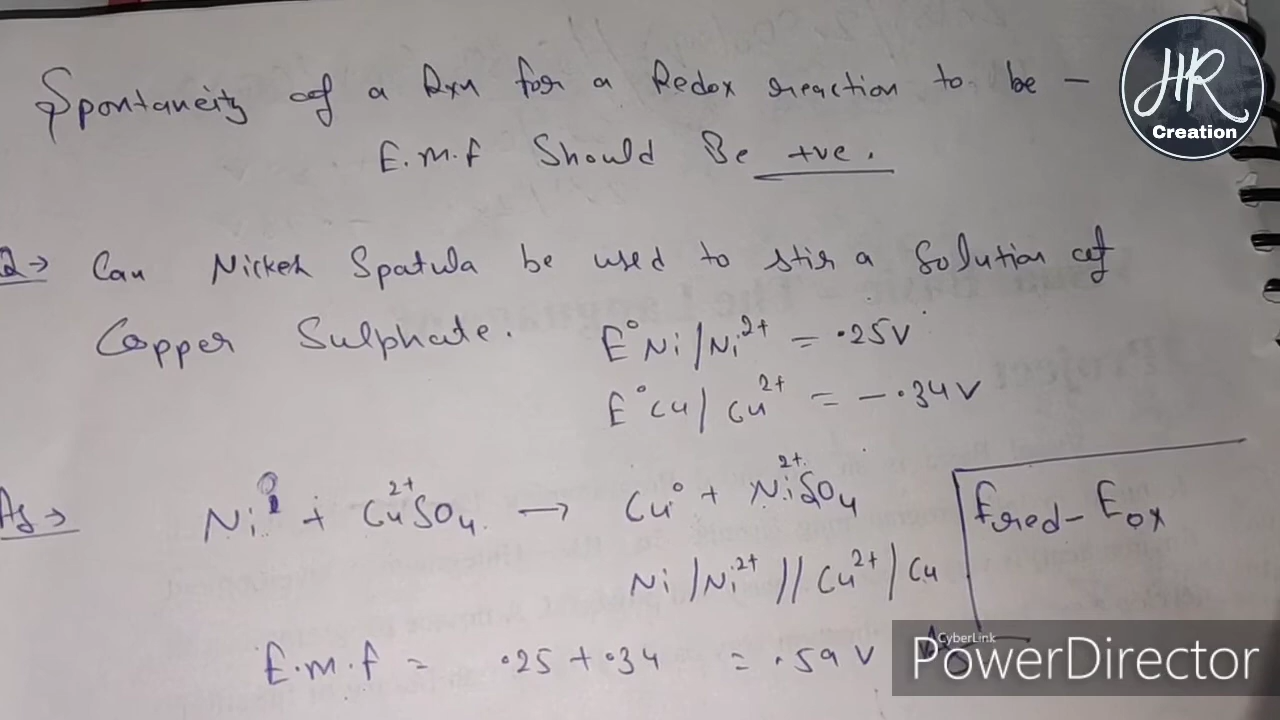 HR
Creation
Spontaneity of a Rxn for a Redox reaction to be –
E.m.f Should Be +ve.
Q→ Can Nickel Spatula be used to stir a Solution of
Copper Sulphate.
E°Ni/Ni²⁺ = .25V
E°Cu/Cu²⁺ = – .34V
As→ Ni + Cu²⁺SO₄ → Cu° + Ni²⁺SO₄
Ered – Eox
Ni/Ni²⁺//Cu²⁺/Cu
E.m.f = .25 + .34 = .59 V
CyberLink
PowerDirector